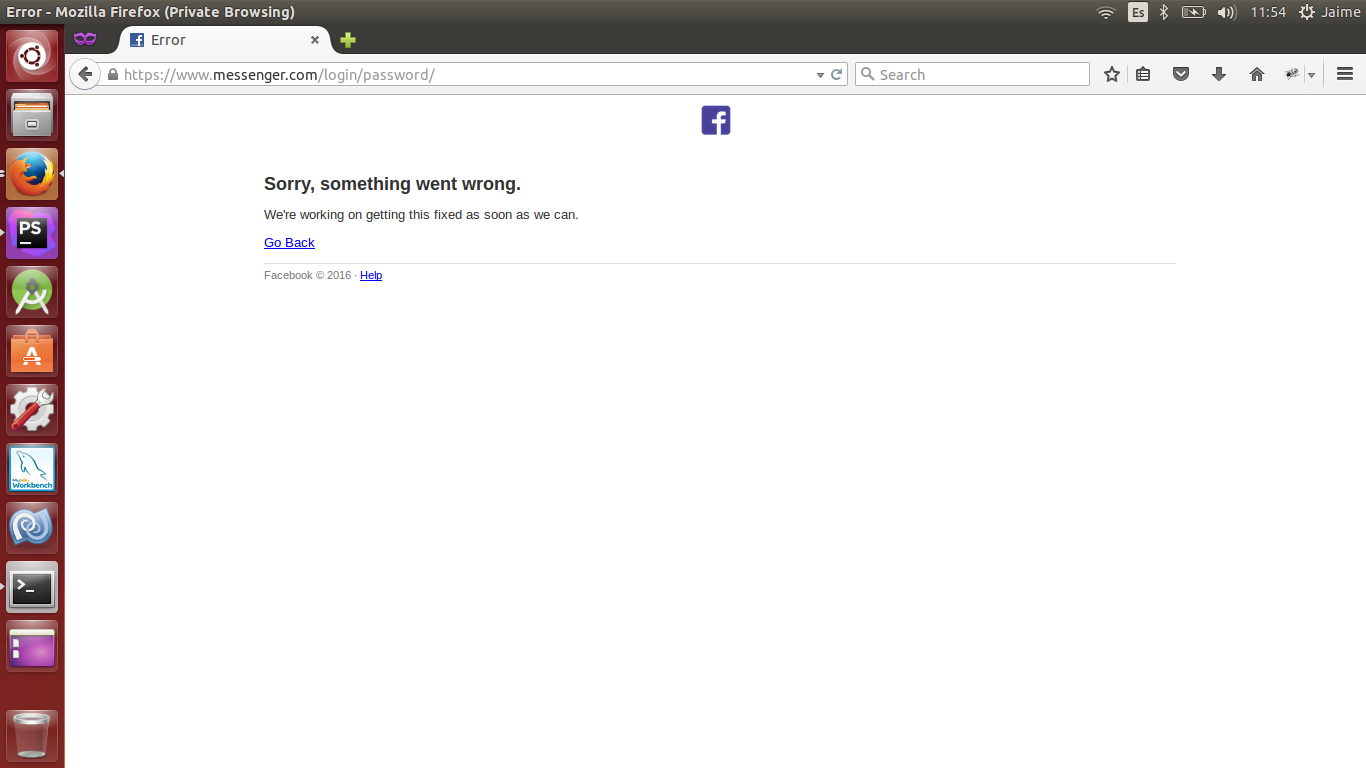 Error - Mozilla Firefox (Private Browsing)
Es
11:54
Jaime
Error
https://www.messenger.com/login/password/
Search
Sorry, something went wrong.
We're working on getting this fixed as soon as we can.
Go Back
Facebook © 2016 · Help
PS
A
MySQL
Workbench
>_